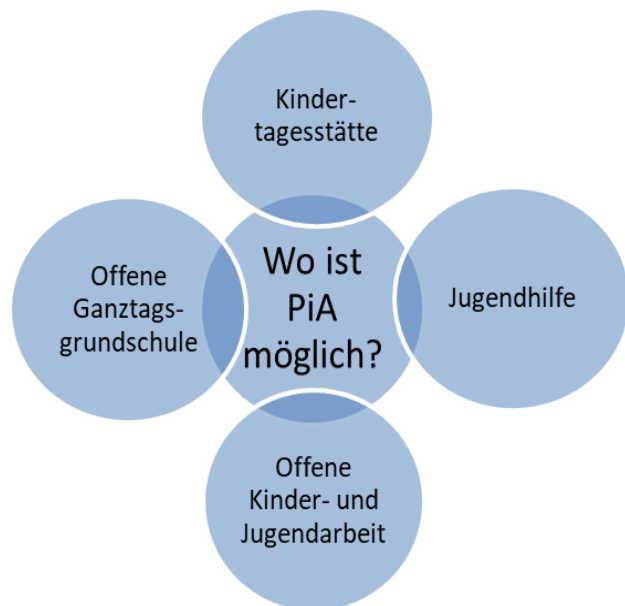 Kinder-
tagesstätte
Offene
Ganztags-
grundschule
Wo ist
PiA
möglich?
Jugendhilfe
Offene
Kinder- und
Jugendarbeit